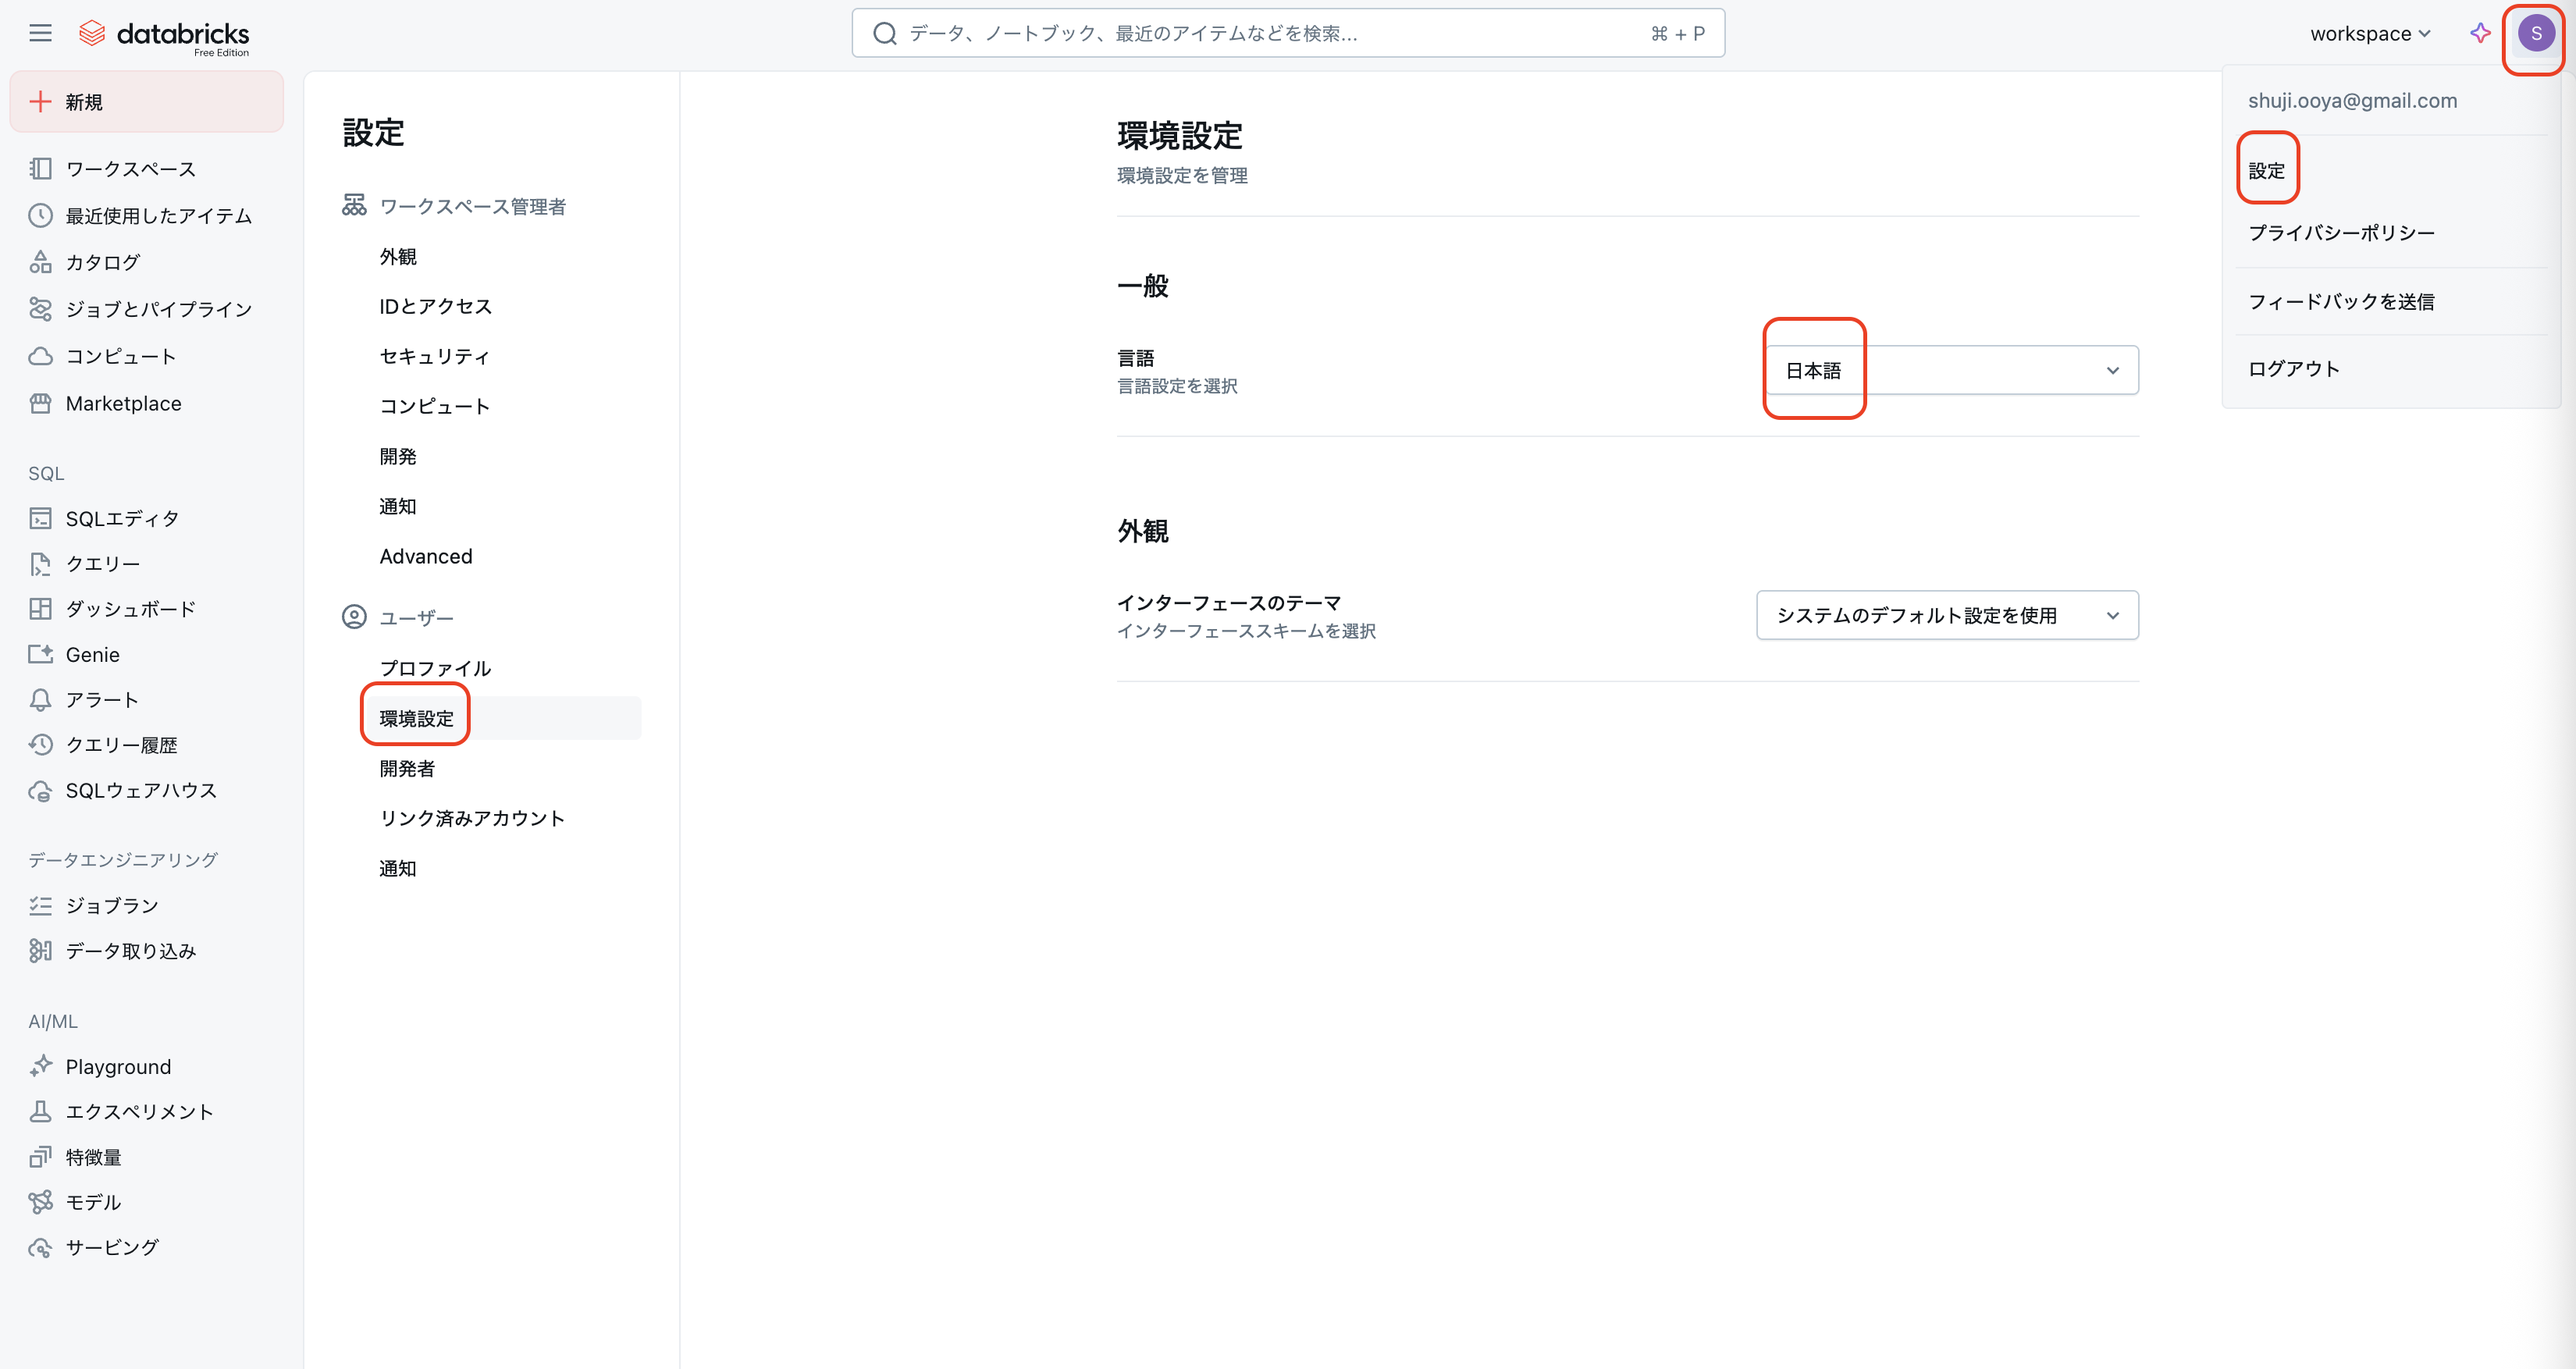 databricks
Free Edition
データ、ノートブック、最近のアイテムなどを検索...
⌘ + P
workspace
S
新規
ワークスペース
最近使用したアイテム
カタログ
ジョブとパイプライン
コンピュート
Marketplace
SQL
SQLエディタ
クエリー
ダッシュボード
Genie
アラート
クエリー履歴
SQLウェアハウス
データエンジニアリング
ジョブラン
データ取り込み
AI/ML
Playground
エクスペリメント
特徴量
モデル
サービング
設定
ワークスペース管理者
外観
IDとアクセス
セキュリティ
コンピュート
開発
通知
Advanced
ユーザー
プロファイル
環境設定
開発者
リンク済みアカウント
通知
環境設定
環境設定を管理
一般
言語
言語設定を選択
日本語
外観
インターフェースのテーマ
インターフェーススキームを選択
システムのデフォルト設定を使用
shuji.ooya@gmail.com
設定
プライバシーポリシー
フィードバックを送信
ログアウト